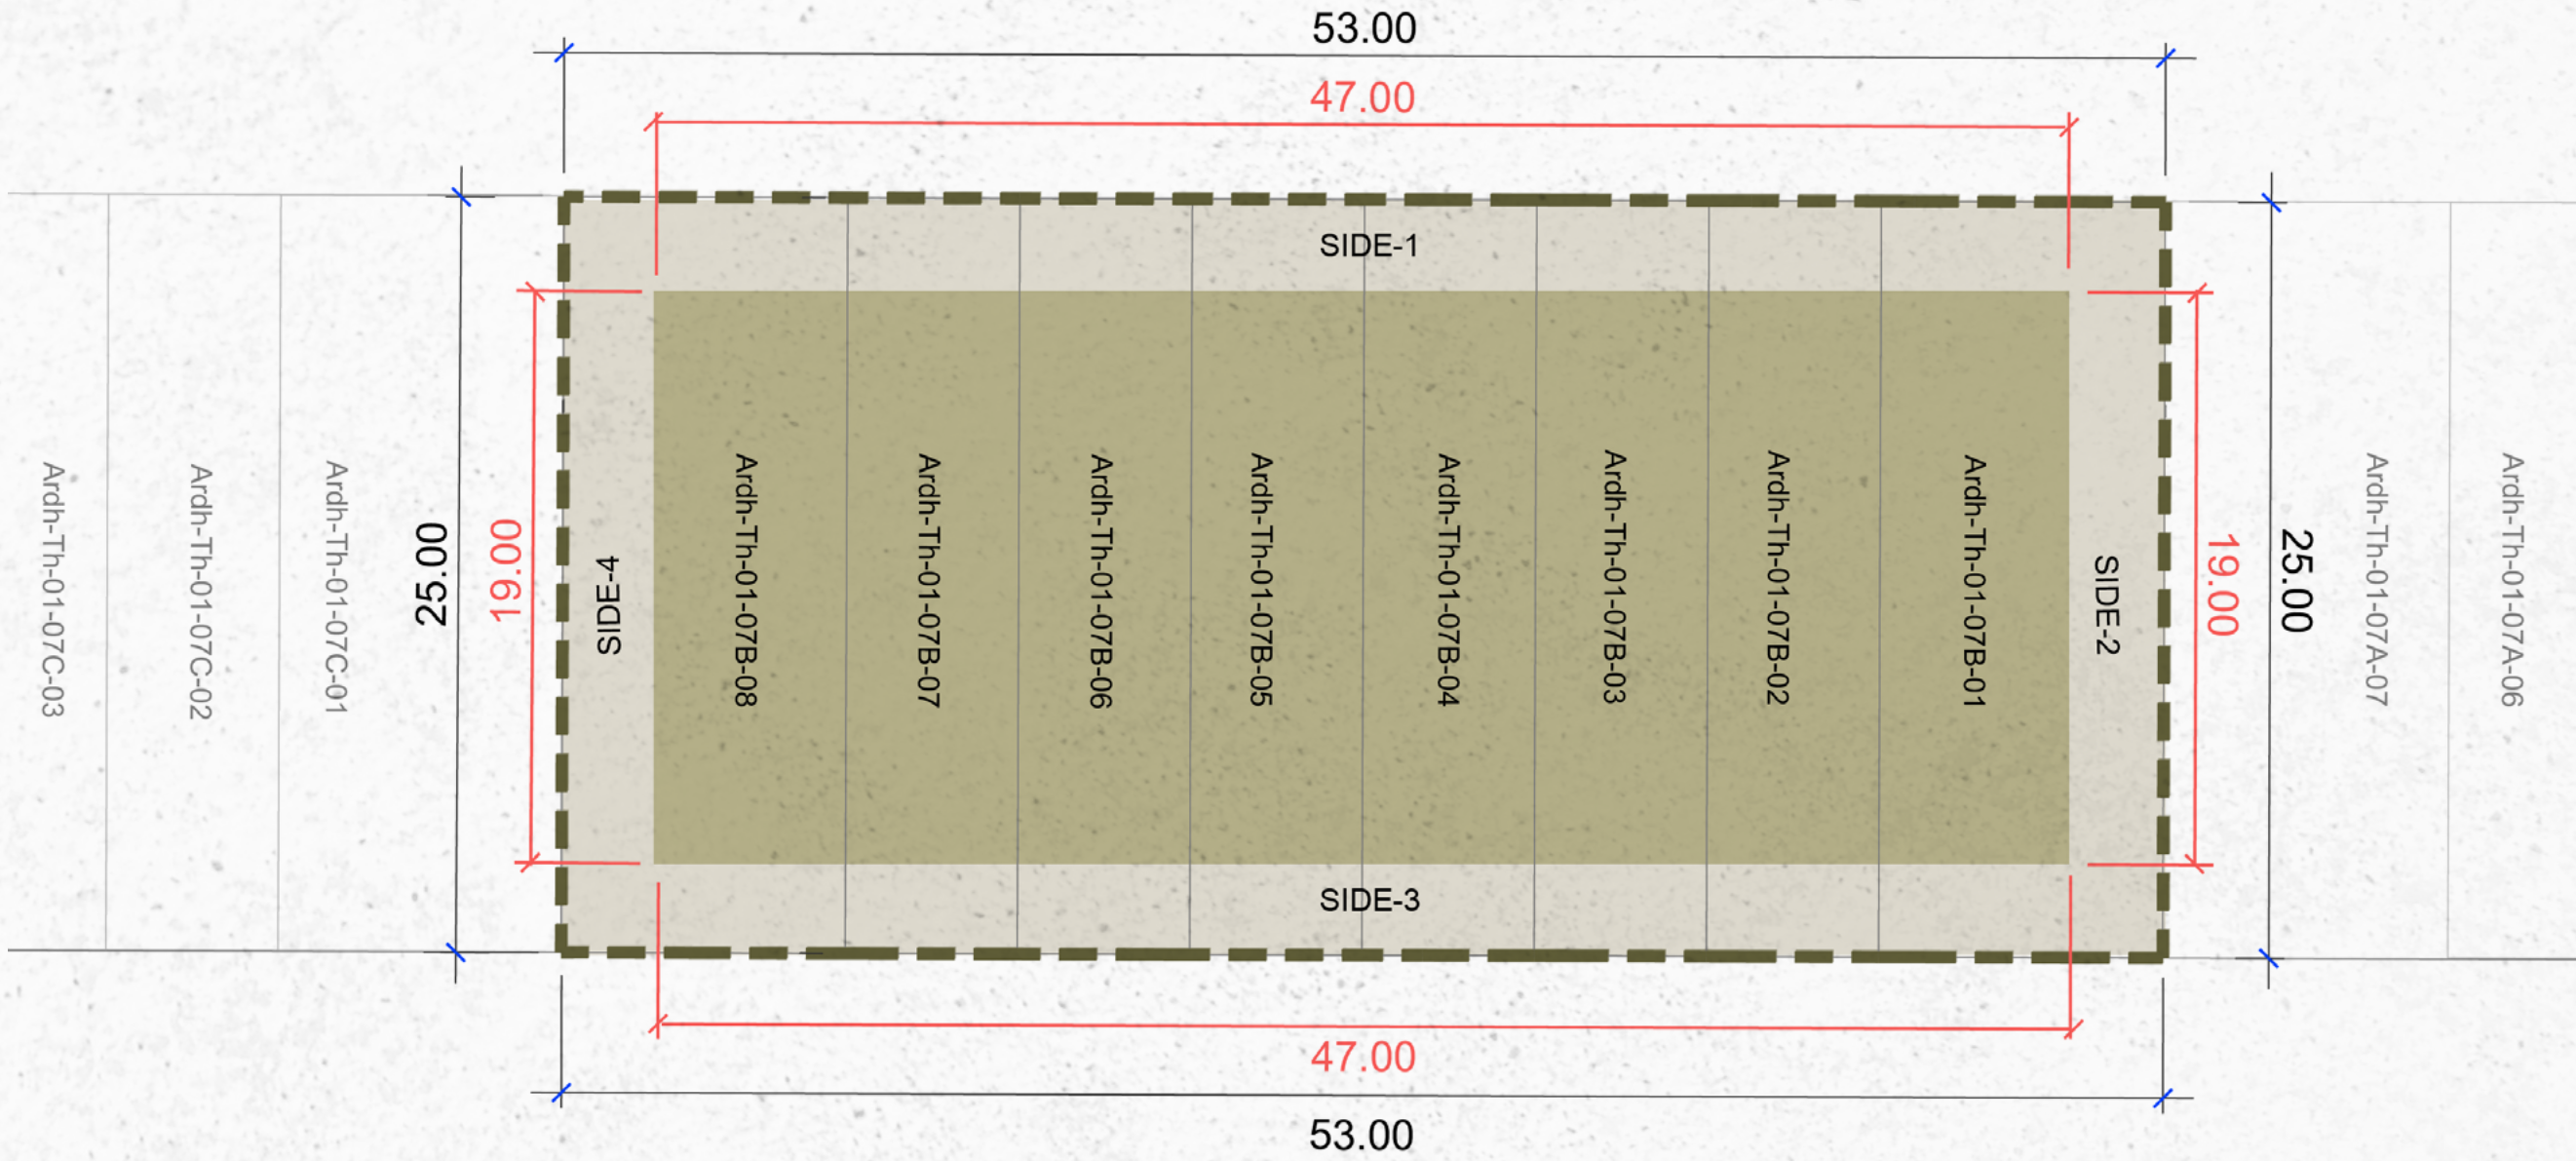 53.00
47.00
SIDE-1
Ardh-Th-01-07C-03
Ardh-Th-01-07C-02
Ardh-Th-01-07C-01
25.00
19.00
SIDE-4
Ardh-Th-01-07B-08
Ardh-Th-01-07B-07
Ardh-Th-01-07B-06
Ardh-Th-01-07B-05
Ardh-Th-01-07B-04
Ardh-Th-01-07B-03
Ardh-Th-01-07B-02
Ardh-Th-01-07B-01
SIDE-2
19.00
25.00
Ardh-Th-01-07A-07
Ardh-Th-01-07A-06
SIDE-3
47.00
53.00